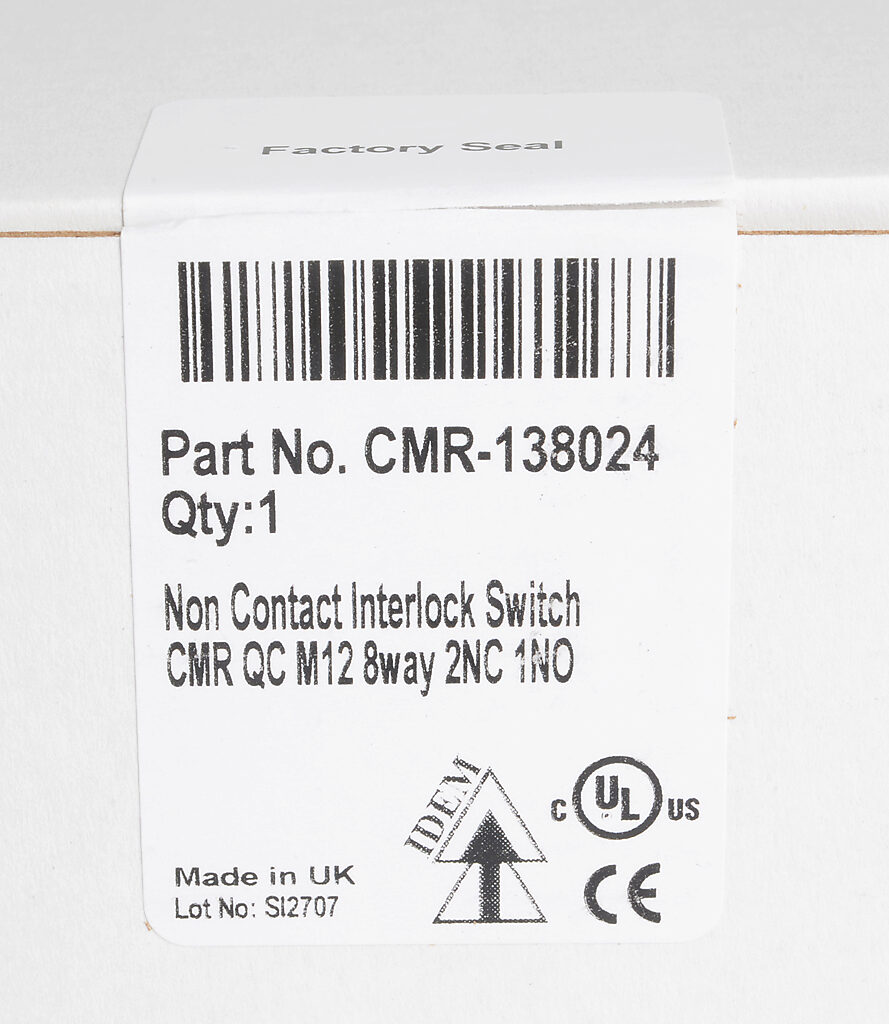 Factory Seal
Part No. CMR-138024
Qty:1
Non Contact Interlock Switch
CMR QC M12 8way 2NC 1NO
IDEM
C UL US
CE
Made in UK
Lot No: SI2707